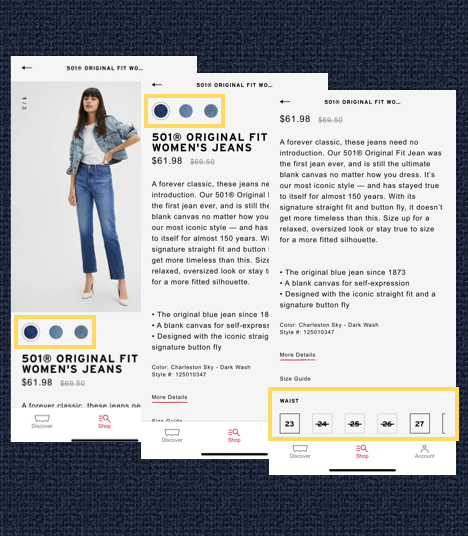 501® ORIGINAL FIT WO...
1 / 3
501® ORIGINAL FIT
WOMEN'S JEANS
$61.98 $69.50
A forever classic, these jeans ne
Discover
Shop
501® ORIGINAL FIT WO...
501® ORIGINAL FIT
WOMEN'S JEANS
$61.98 $69.50
A forever classic, these jeans ne
introduction. Our 501® Original
the first jean ever, and is still the
blank canvas no matter how you
our most iconic style — and has
to itself for almost 150 years. Wi
signature straight fit and button
get more timeless than this. Size
relaxed, oversized look or stay t
for a more fitted silhouette.
• The original blue jean since 18
• A blank canvas for self-express
• Designed with the iconic straigh
signature button fly
Color: Charleston Sky - Dark Wash
Style #: 125010347
More Details
Size Guide
Discover
Shop
501® ORIGINAL FIT WO...
$61.98 $69.50
A forever classic, these jeans need no
introduction. Our 501® Original Fit Jean was
the first jean ever, and is still the ultimate
blank canvas no matter how you dress. It's
our most iconic style — and has stayed true
to itself for almost 150 years. With its
signature straight fit and button fly, it doesn't
get more timeless than this. Size up for a
relaxed, oversized look or stay true to size
for a more fitted silhouette.
• The original blue jean since 1873
• A blank canvas for self-expression
• Designed with the iconic straight fit and a
signature button fly
Color: Charleston Sky - Dark Wash
Style #: 125010347
More Details
Size Guide
WAIST
23 24 25 26 27
Discover
Shop
Account